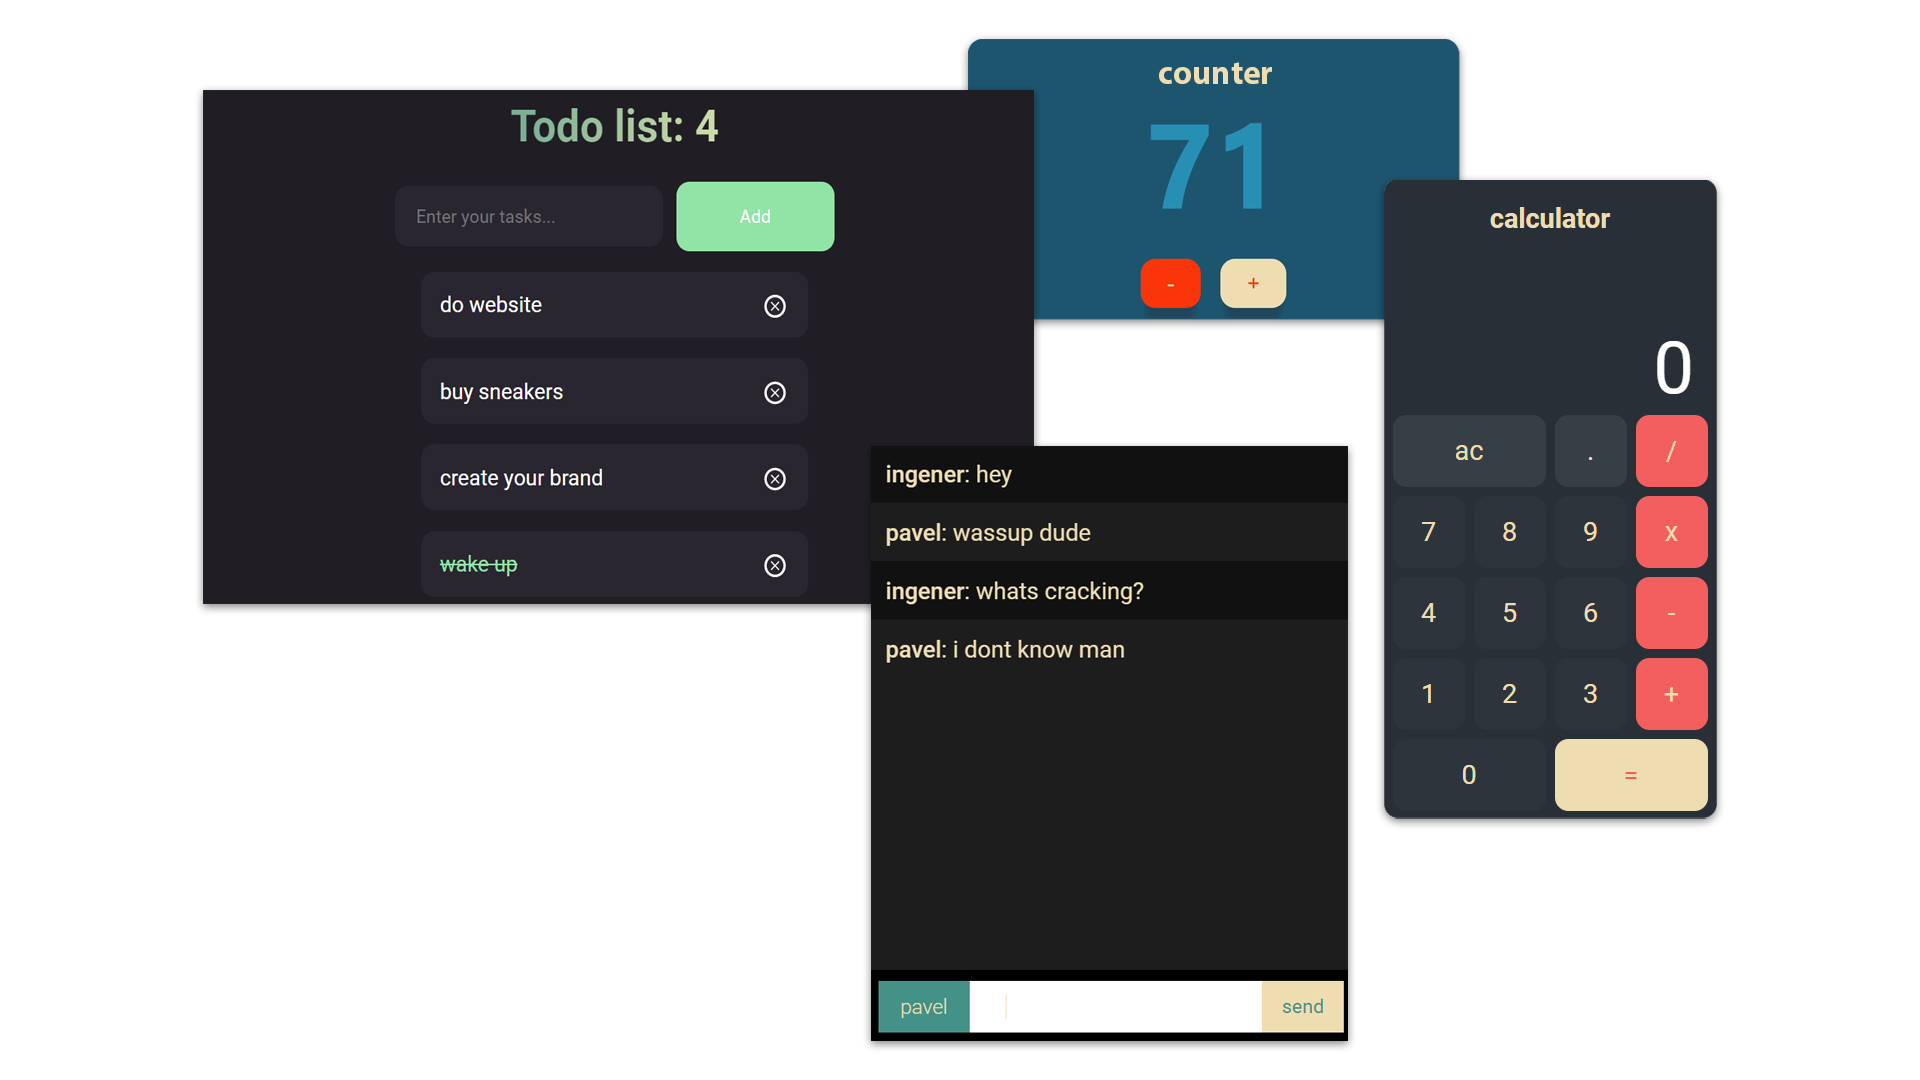 Todo list: 4
Enter your tasks...
Add
do website
buy sneakers
create your brand
wake up
counter
71
- +
calculator
0
ac . /
7 8 9 x
4 5 6 -
1 2 3 +
0 =
ingener: hey
pavel: wassup dude
ingener: whats cracking?
pavel: i dont know man
pavel
send